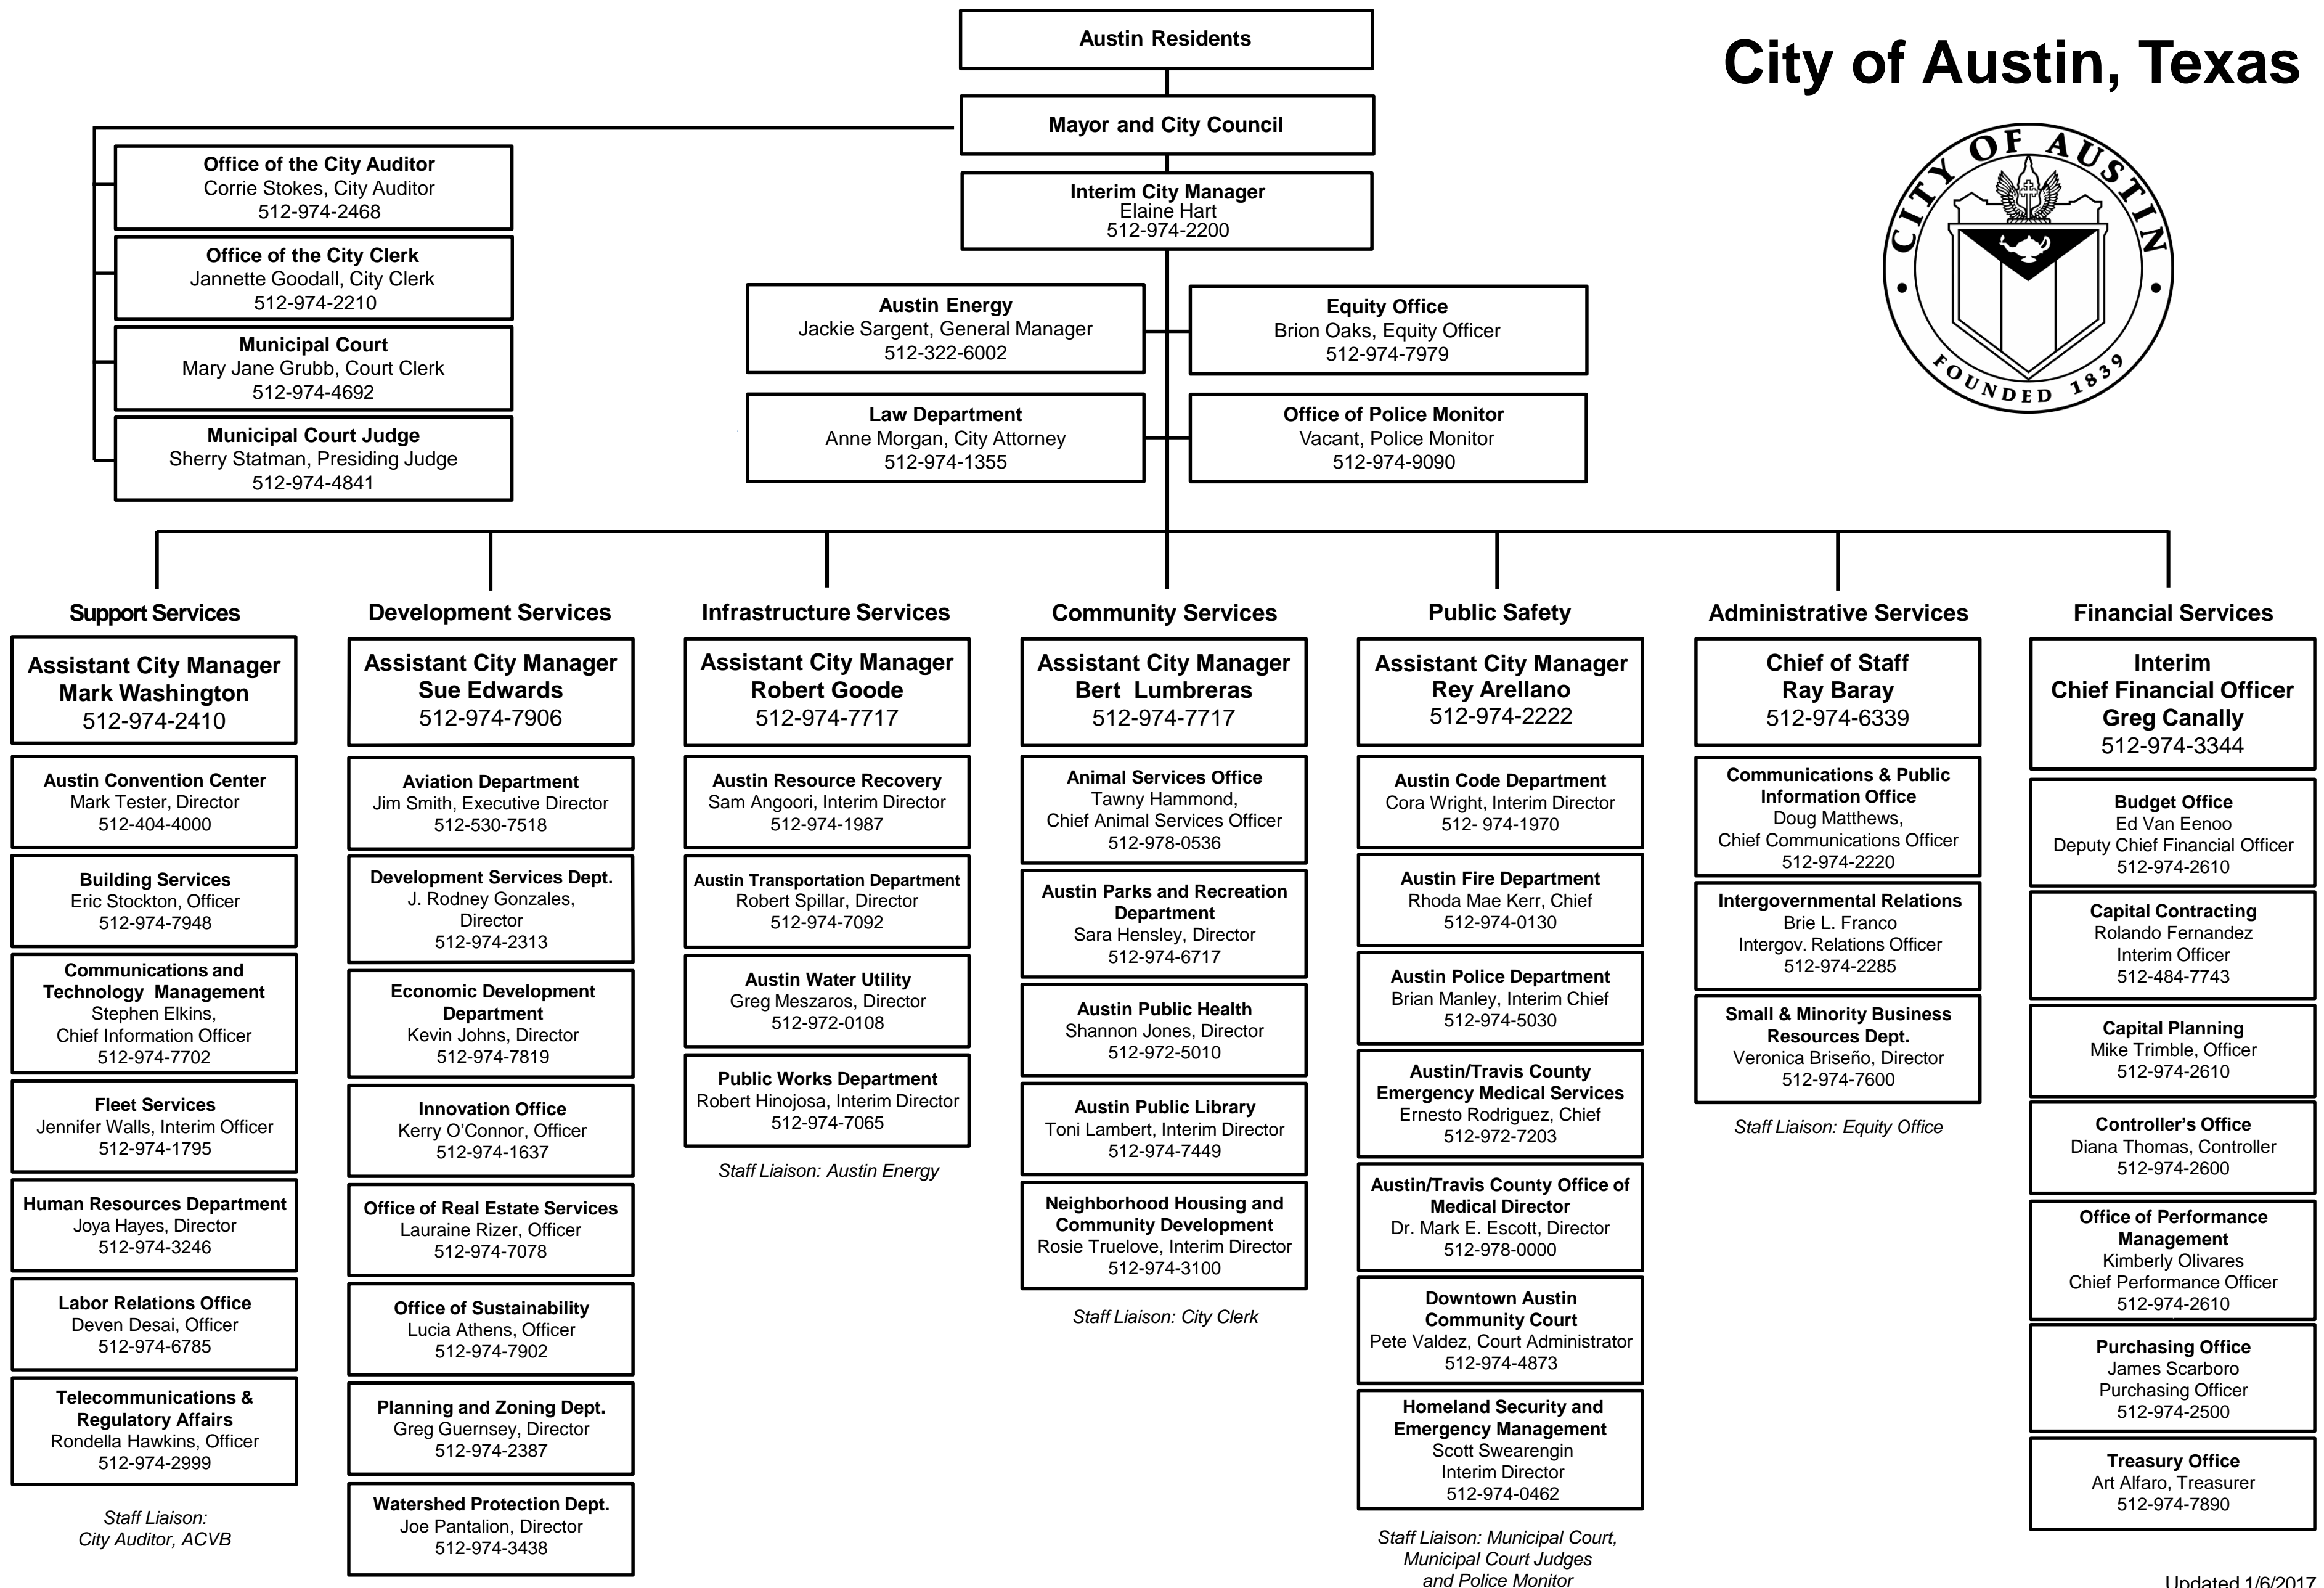 Austin Residents
City of Austin, Texas
CITY OF AUSTIN
FOUNDED 1839
Mayor and City Council
Office of the City Auditor
Corrie Stokes, City Auditor
512-974-2468
Office of the City Clerk
Jannette Goodall, City Clerk
512-974-2210
Municipal Court
Mary Jane Grubb, Court Clerk
512-974-4692
Municipal Court Judge
Sherry Statman, Presiding Judge
512-974-4841
Interim City Manager
Elaine Hart
512-974-2200
Austin Energy
Jackie Sargent, General Manager
512-322-6002
Equity Office
Brion Oaks, Equity Officer
512-974-7979
Law Department
Anne Morgan, City Attorney
512-974-1355
Office of Police Monitor
Vacant, Police Monitor
512-974-9090
Support Services
Assistant City Manager
Mark Washington
512-974-2410
Austin Convention Center
Mark Tester, Director
512-404-4000
Building Services
Eric Stockton, Officer
512-974-7948
Communications and
Technology Management
Stephen Elkins,
Chief Information Officer
512-974-7702
Fleet Services
Jennifer Walls, Interim Officer
512-974-1795
Human Resources Department
Joya Hayes, Director
512-974-3246
Labor Relations Office
Deven Desai, Officer
512-974-6785
Telecommunications &
Regulatory Affairs
Rondella Hawkins, Officer
512-974-2999
Staff Liaison:
City Auditor, ACVB
Development Services
Assistant City Manager
Sue Edwards
512-974-7906
Aviation Department
Jim Smith, Executive Director
512-530-7518
Development Services Dept.
J. Rodney Gonzales,
Director
512-974-2313
Economic Development
Department
Kevin Johns, Director
512-974-7819
Innovation Office
Kerry O’Connor, Officer
512-974-1637
Office of Real Estate Services
Lauraine Rizer, Officer
512-974-7078
Office of Sustainability
Lucia Athens, Officer
512-974-7902
Planning and Zoning Dept.
Greg Guernsey, Director
512-974-2387
Watershed Protection Dept.
Joe Pantalion, Director
512-974-3438
Infrastructure Services
Assistant City Manager
Robert Goode
512-974-7717
Austin Resource Recovery
Sam Angoori, Interim Director
512-974-1987
Austin Transportation Department
Robert Spillar, Director
512-974-7092
Austin Water Utility
Greg Meszaros, Director
512-972-0108
Public Works Department
Robert Hinojosa, Interim Director
512-974-7065
Staff Liaison: Austin Energy
Community Services
Assistant City Manager
Bert Lumbreras
512-974-7717
Animal Services Office
Tawny Hammond,
Chief Animal Services Officer
512-978-0536
Austin Parks and Recreation
Department
Sara Hensley, Director
512-974-6717
Austin Public Health
Shannon Jones, Director
512-972-5010
Austin Public Library
Toni Lambert, Interim Director
512-974-7449
Neighborhood Housing and
Community Development
Rosie Truelove, Interim Director
512-974-3100
Staff Liaison: City Clerk
Public Safety
Assistant City Manager
Rey Arellano
512-974-2222
Austin Code Department
Cora Wright, Interim Director
512- 974-1970
Austin Fire Department
Rhoda Mae Kerr, Chief
512-974-0130
Austin Police Department
Brian Manley, Interim Chief
512-974-5030
Austin/Travis County
Emergency Medical Services
Ernesto Rodriguez, Chief
512-972-7203
Austin/Travis County Office of
Medical Director
Dr. Mark E. Escott, Director
512-978-0000
Downtown Austin
Community Court
Pete Valdez, Court Administrator
512-974-4873
Homeland Security and
Emergency Management
Scott Swearengin
Interim Director
512-974-0462
Staff Liaison: Municipal Court,
Municipal Court Judges
and Police Monitor
Administrative Services
Chief of Staff
Ray Baray
512-974-6339
Communications & Public
Information Office
Doug Matthews,
Chief Communications Officer
512-974-2220
Intergovernmental Relations
Brie L. Franco
Intergov. Relations Officer
512-974-2285
Small & Minority Business
Resources Dept.
Veronica Briseño, Director
512-974-7600
Staff Liaison: Equity Office
Financial Services
Interim
Chief Financial Officer
Greg Canally
512-974-3344
Budget Office
Ed Van Eenoo
Deputy Chief Financial Officer
512-974-2610
Capital Contracting
Rolando Fernandez
Interim Officer
512-484-7743
Capital Planning
Mike Trimble, Officer
512-974-2610
Controller’s Office
Diana Thomas, Controller
512-974-2600
Office of Performance
Management
Kimberly Olivares
Chief Performance Officer
512-974-2610
Purchasing Office
James Scarboro
Purchasing Officer
512-974-2500
Treasury Office
Art Alfaro, Treasurer
512-974-7890
Updated 1/6/2017